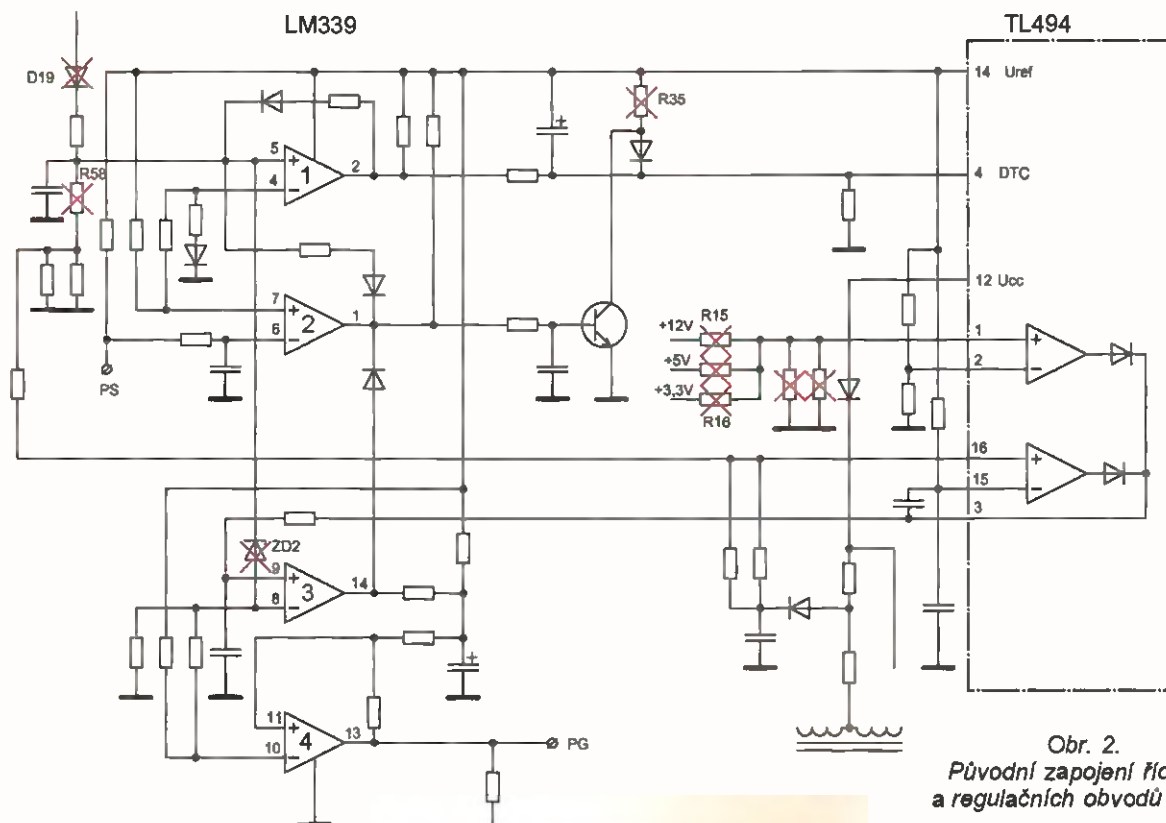 LM339
TL494
D19
R35
14 Uref
5
4
1
2
R58
4 DTC
12 Ucc
7
6
2
1
PS
+12V
R15
+5V
+3,3V
R16
1
2
16
15
3
ZD2
9
8
3
14
11
10
4
13
PG
Obr. 2.
Původní zapojení říd
a regulačních obvodů